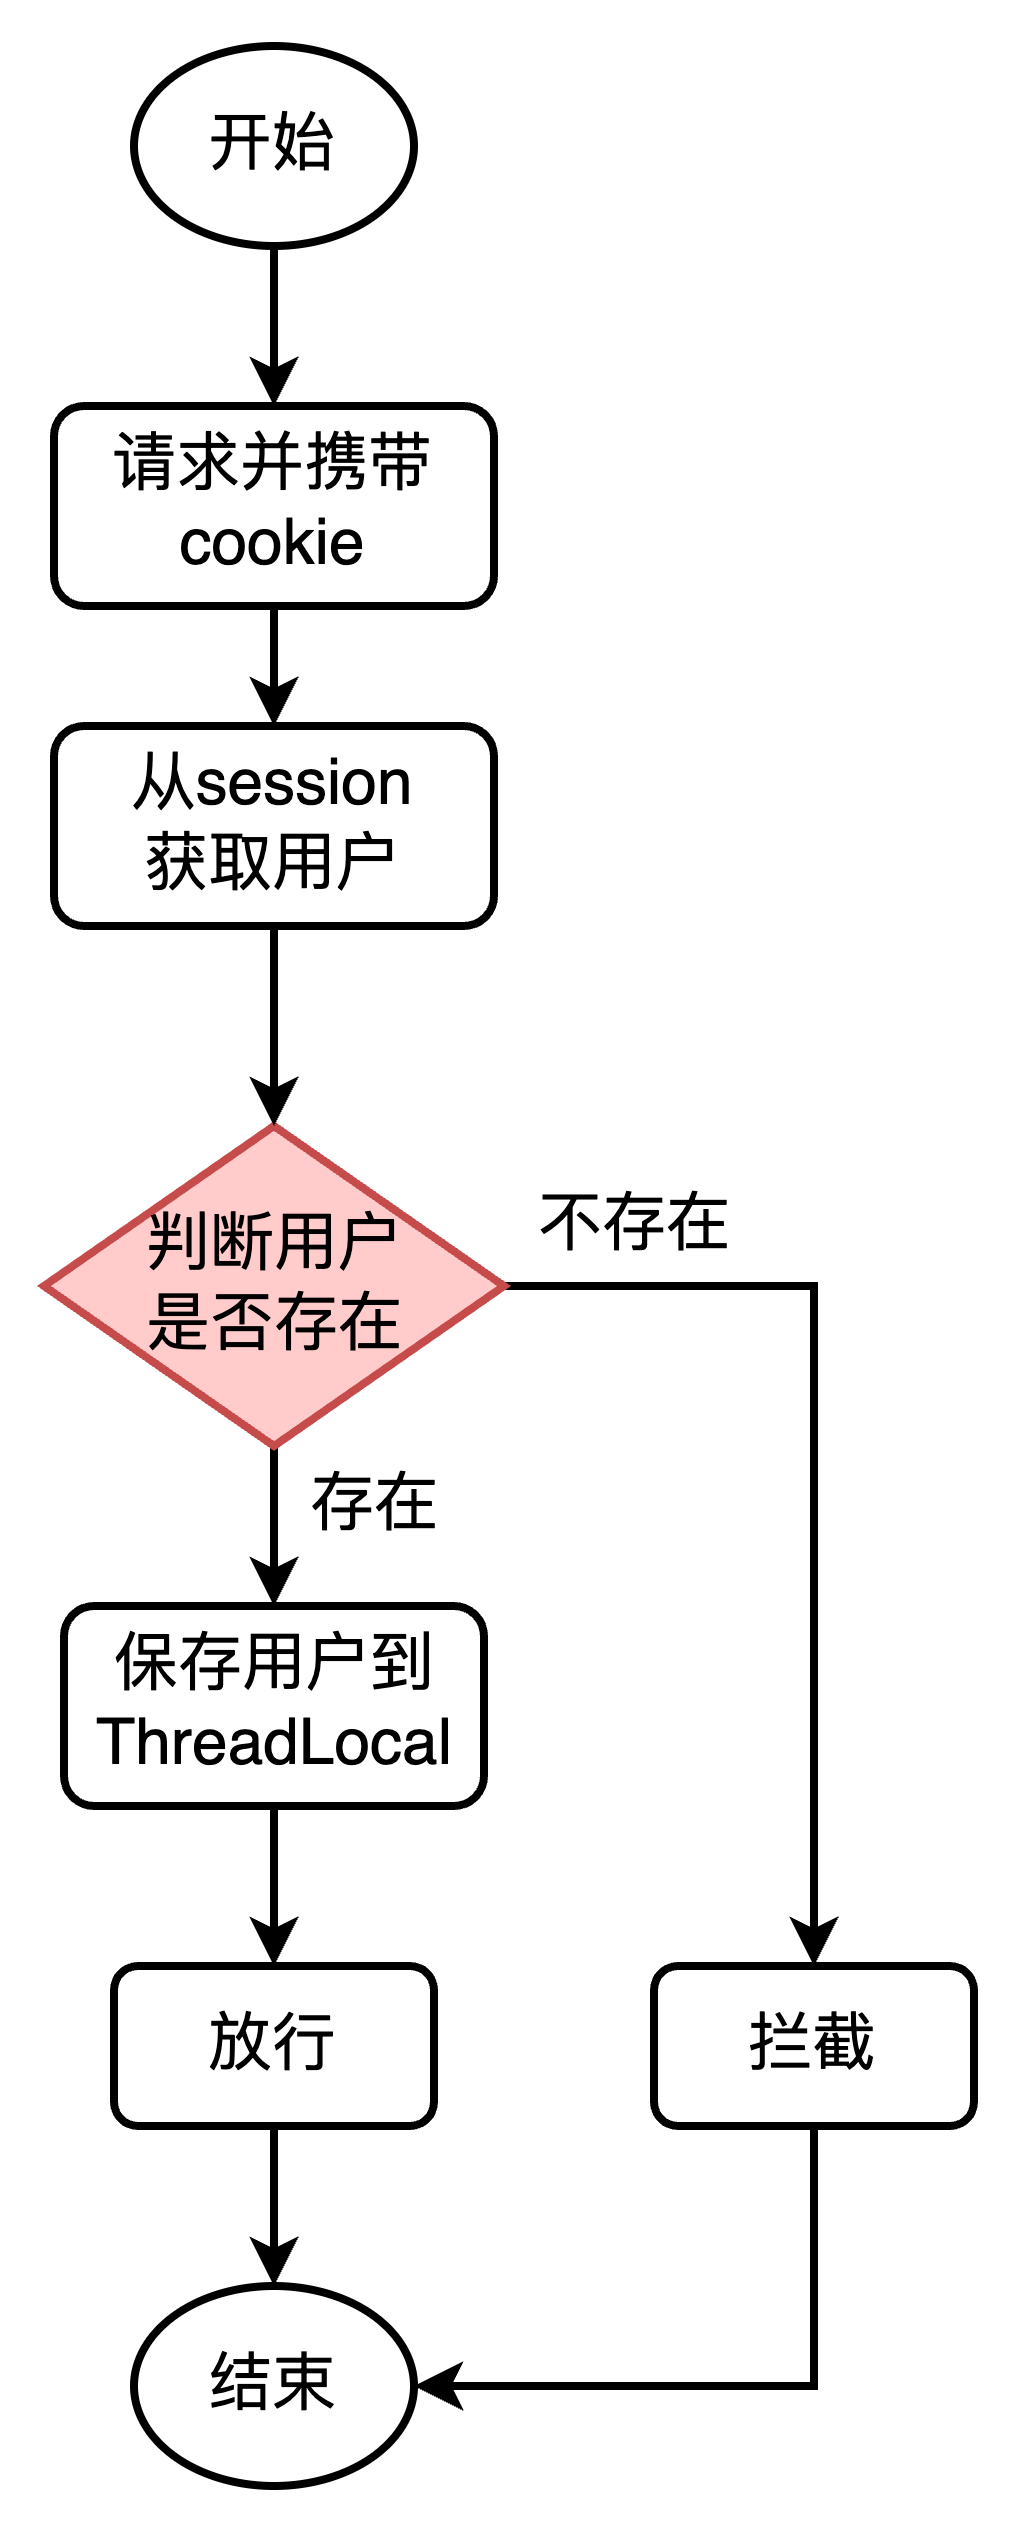 开始
请求并携带
cookie
从session
获取用户
判断用户
是否存在
不存在
存在
保存用户到
ThreadLocal
放行
拦截
结束